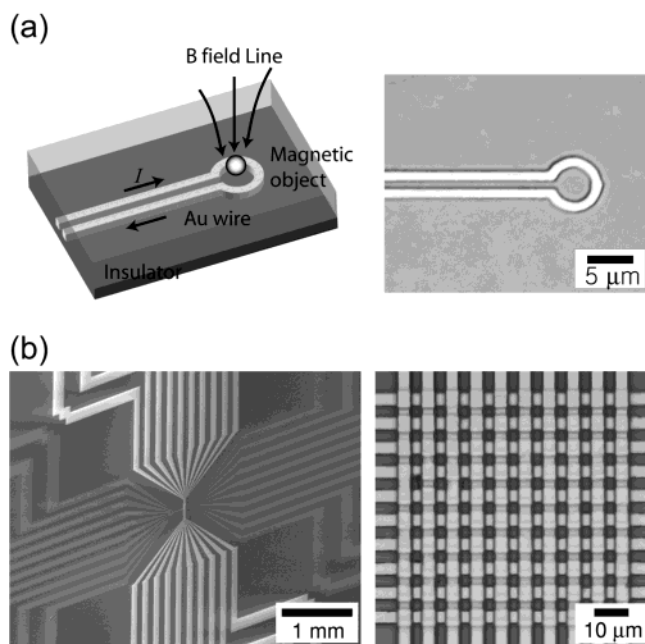 (a)
B field Line
I
Magnetic
object
Au wire
Insulator
5 μm
(b)
1 mm
10 μm